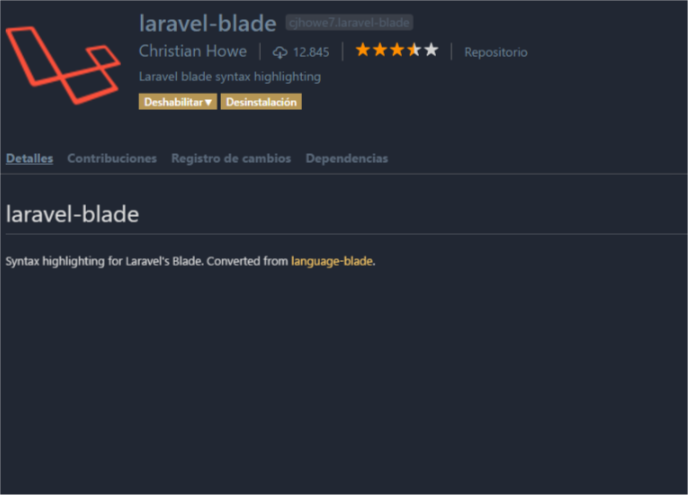 laravel-blade cjhowe7.laravel-blade
Christian Howe | 12.845 | Repositorio
Laravel blade syntax highlighting
Deshabilitar▼ Desinstalación
Detalles Contribuciones Registro de cambios Dependencias
laravel-blade
Syntax highlighting for Laravel's Blade. Converted from language-blade.